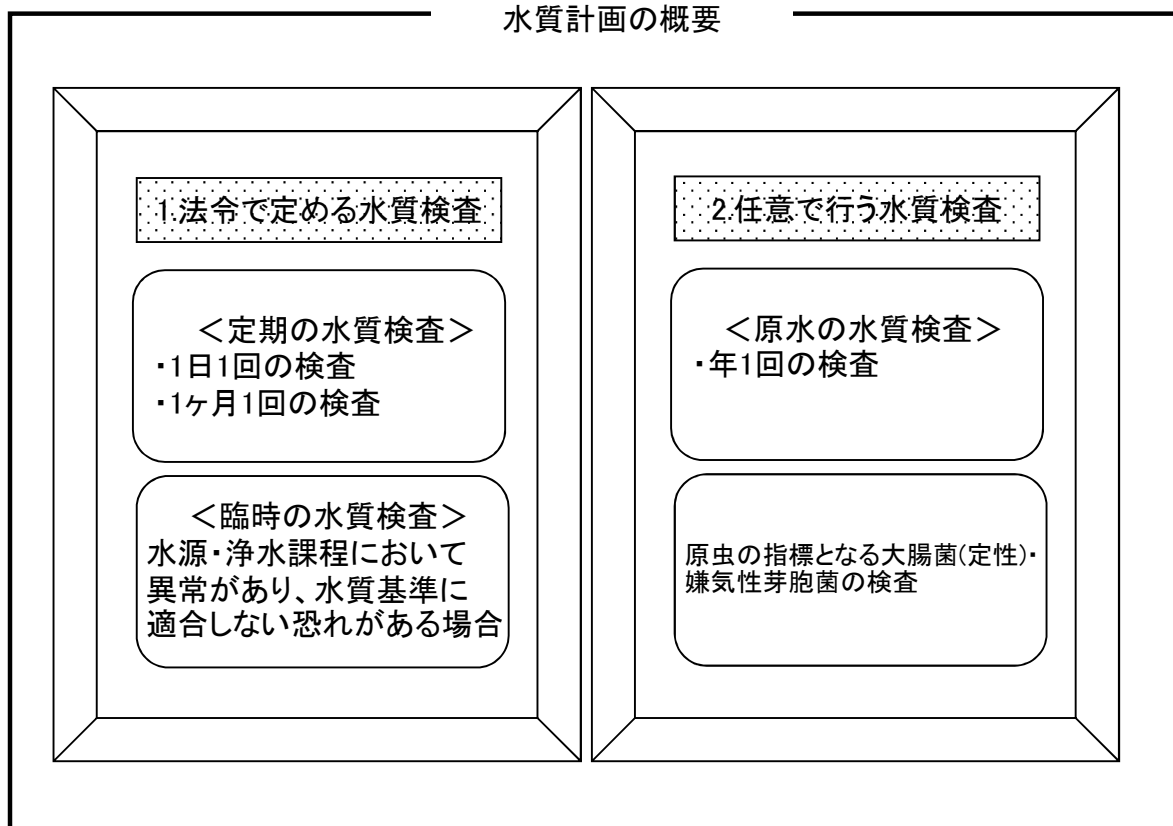 水質計画の概要
1.法令で定める水質検査
＜定期の水質検査＞
・1日1回の検査
・1ヶ月1回の検査
＜臨時の水質検査＞
水源・浄水課程において
異常があり、水質基準に
適合しない恐れがある場合
2.任意で行う水質検査
＜原水の水質検査＞
・年1回の検査
原虫の指標となる大腸菌(定性)・
嫌気性芽胞菌の検査